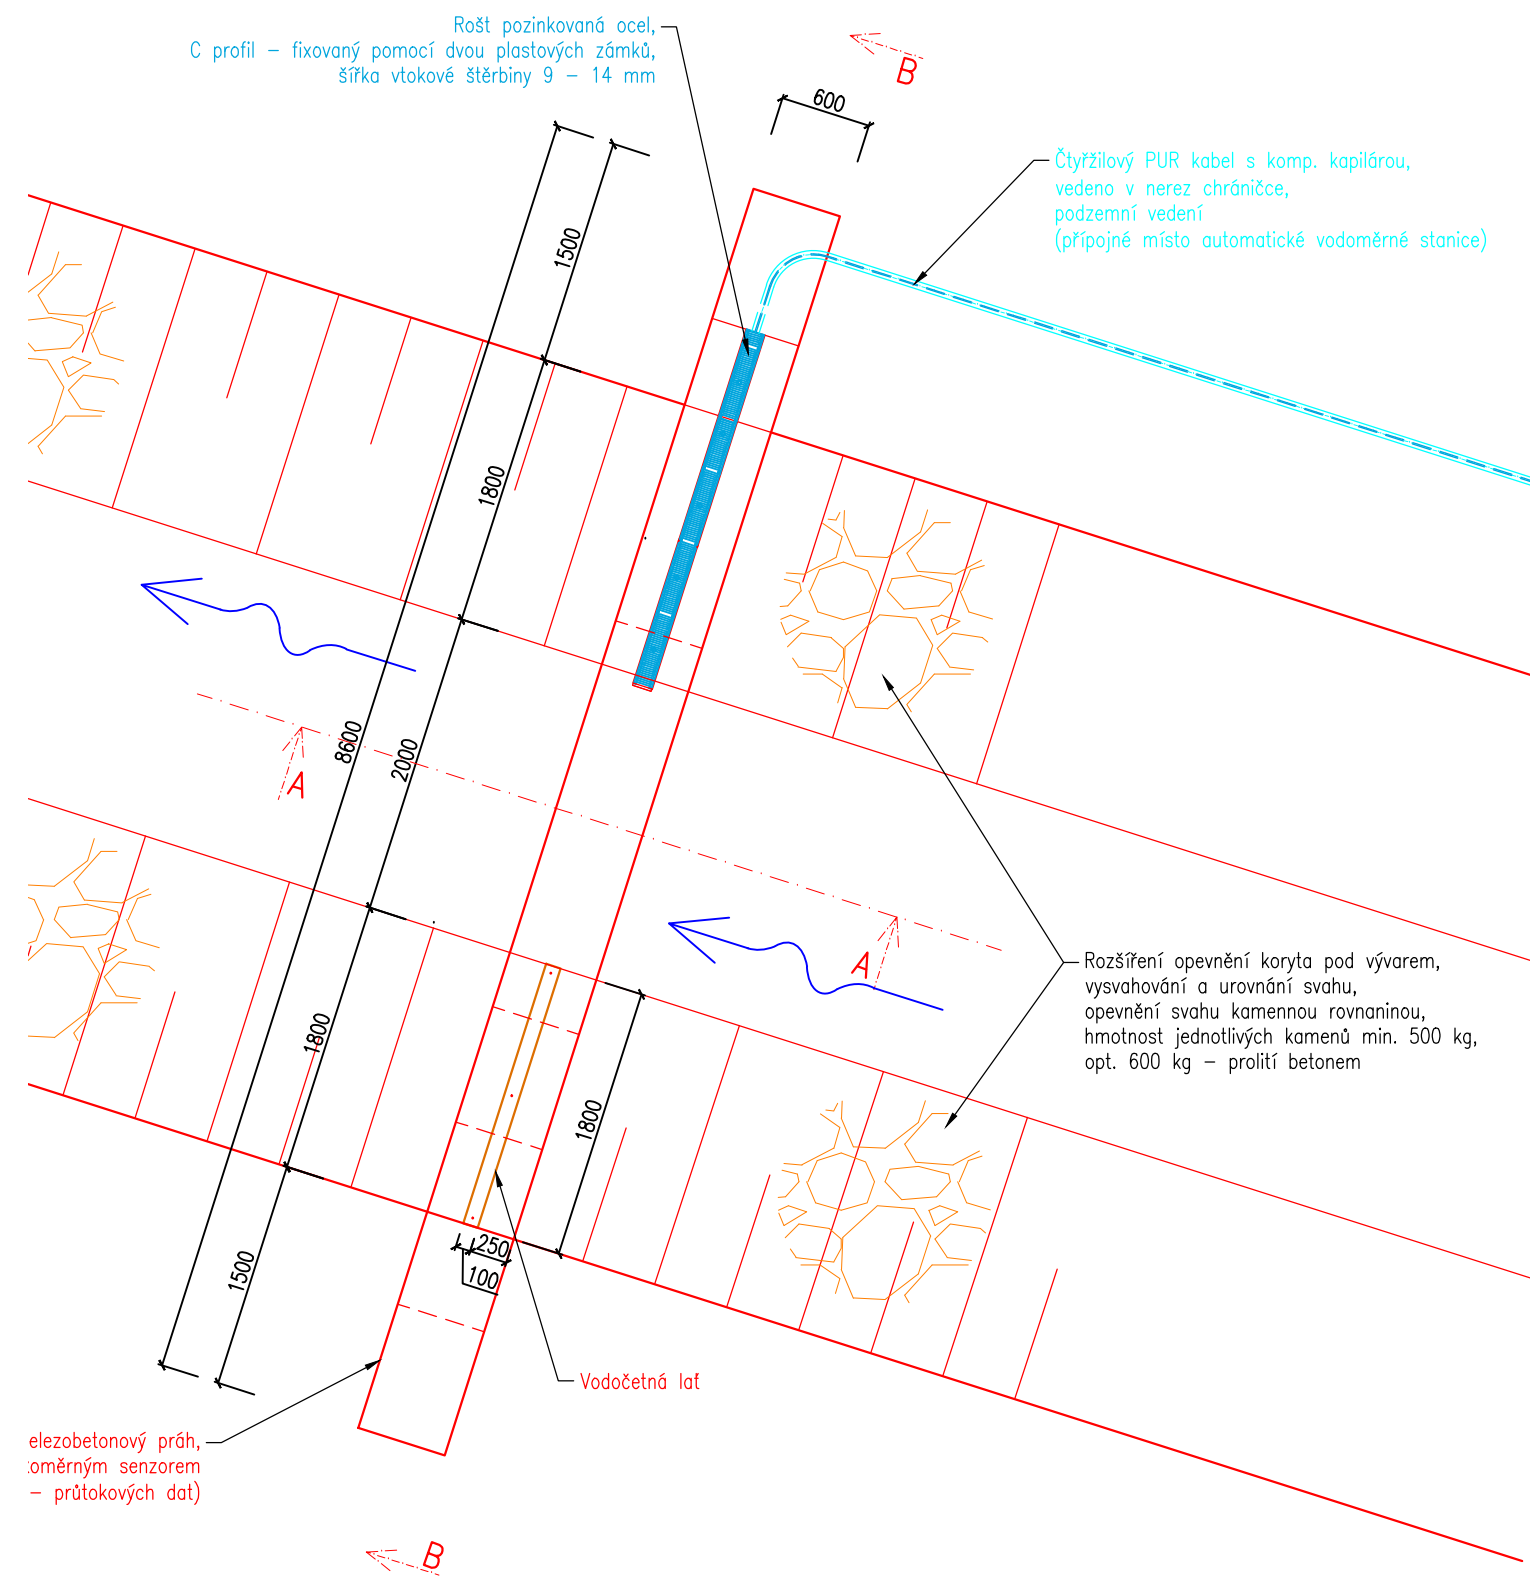 Rošt pozinkovaná ocel,
C profil – fixovaný pomocí dvou plastových zámků,
šířka vtokové štěrbiny 9 – 14 mm
B
600
Čtyřžilový PUR kabel s komp. kapilárou,
vedeno v nerez chráničce,
podzemní vedení
(přípojné místo automatické vodoměrné stanice)
1500
1800
8600
2000
A
A
Rozšíření opevnění koryta pod vývarem,
vysvahování a urovnání svahu,
opevnění svahu kamennou rovnaninou,
hmotnost jednotlivých kamenů min. 500 kg,
opt. 600 kg – prolití betonem
1800
1800
1500
250
100
Vodočetná lať
elezobetonový práh,
oměrným senzorem
– průtokových dat)
B